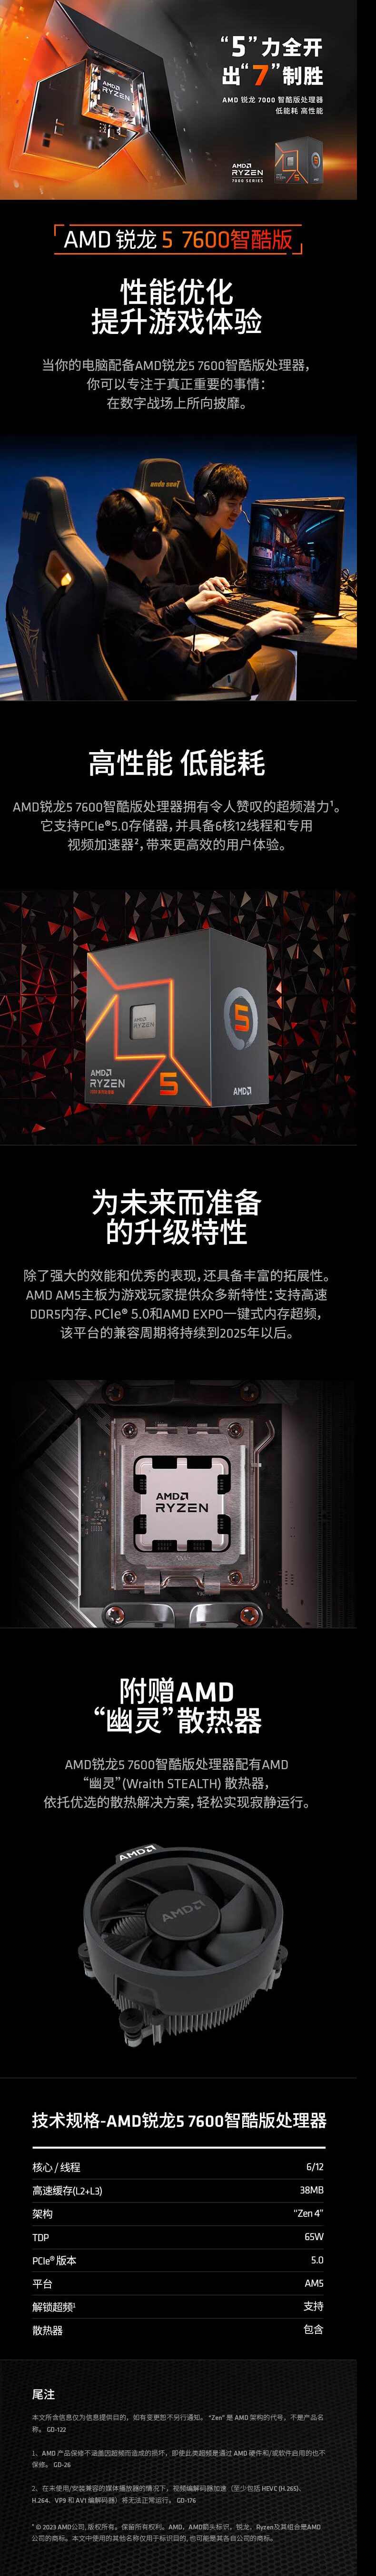 “5”力全开
出“7”制胜
AMD 锐龙 7000 智酷版处理器
低能耗 高性能
AMD
RYZEN
AMD
RYZEN
7000 SERIES
AMD 锐龙 5 7600智酷版
性能优化
提升游戏体验
当你的电脑配备AMD锐龙5 7600智酷版处理器，
你可以专注于真正重要的事情：
在数字战场上所向披靡。
anda seaT
高性能 低能耗
AMD锐龙5 7600智酷版处理器拥有令人赞叹的超频潜力¹。
它支持PCIe®5.0存储器，并具备6核12线程和专用
视频加速器²，带来更高效的用户体验。
AMD
RYZEN
5
AMD
RYZEN
5
AMD
为未来而准备
的升级特性
除了强大的效能和优秀的表现，还具备丰富的拓展性。
AMD AM5主板为游戏玩家提供众多新特性：支持高速
DDR5内存、PCIe® 5.0和AMD EXPO一键式内存超频，
该平台的兼容周期将持续到2025年以后。
AMD
RYZEN
附赠AMD
“幽灵”散热器
AMD锐龙5 7600智酷版处理器配有AMD
“幽灵”(Wraith STEALTH) 散热器，
依托优选的散热解决方案，轻松实现寂静运行。
AMD
AMD
技术规格-AMD锐龙5 7600智酷版处理器
核心 / 线程 6/12
高速缓存(L2+L3) 38MB
架构 “Zen 4”
TDP 65W
PCIe® 版本 5.0
平台 AM5
解锁超频¹ 支持
散热器 包含
尾注
本文所含信息仅为信息提供目的，如有变更恕不另行通知。 “Zen” 是 AMD 架构的代号，不是产品名
称。 GD-122
1、AMD 产品保修不涵盖因超频而造成的损坏，即使此类超频是通过 AMD 硬件和/或软件启用的也不
保修。 GD-26
2、在未使用/安装兼容的媒体播放器的情况下，视频编解码器加速（至少包括 HEVC (H.265)、
H.264、VP9 和 AV1 编解码器）将无法正常运行。 GD-176
* © 2023 AMD公司，版权所有。保留所有权利。AMD，AMD箭头标识，锐龙，Ryzen及其组合是AMD
公司的商标。本文中使用的其他名称仅用于标识目的，也可能是其各自公司的商标。